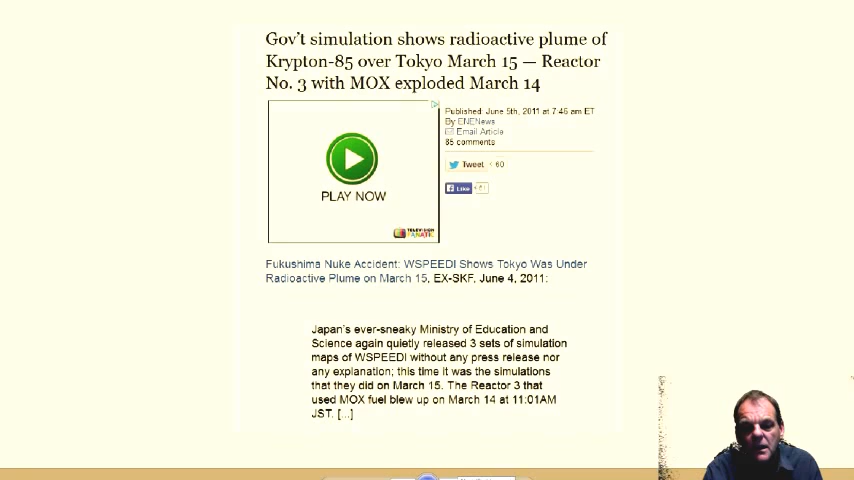 Gov't simulation shows radioactive plume of
Krypton-85 over Tokyo March 15 — Reactor
No. 3 with MOX exploded March 14
Published: June 5th, 2011 at 7:46 am ET
By ENENews
Email Article
85 comments
Tweet 60
Like
PLAY NOW
TELEVISION
FANATIC
Fukushima Nuke Accident: WSPEEDI Shows Tokyo Was Under
Radioactive Plume on March 15, EX-SKF, June 4, 2011:
Japan's ever-sneaky Ministry of Education and
Science again quietly released 3 sets of simulation
maps of WSPEEDI without any press release nor
any explanation; this time it was the simulations
that they did on March 15. The Reactor 3 that
used MOX fuel blew up on March 14 at 11:01AM
JST. [...]